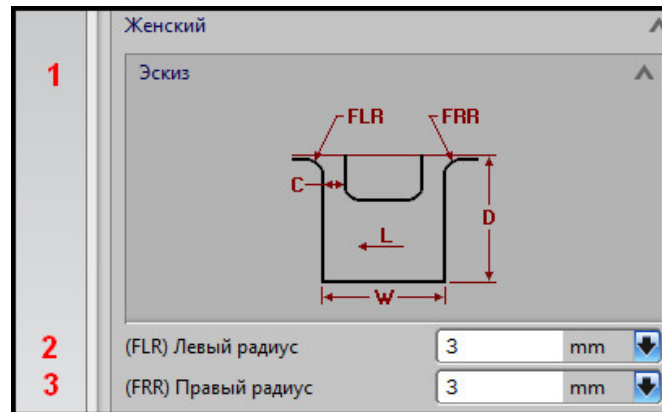 Женский
1 Эскиз
FLR FRR
C
D
L
W
2 (FLR) Левый радиус 3 mm
3 (FRR) Правый радиус 3 mm